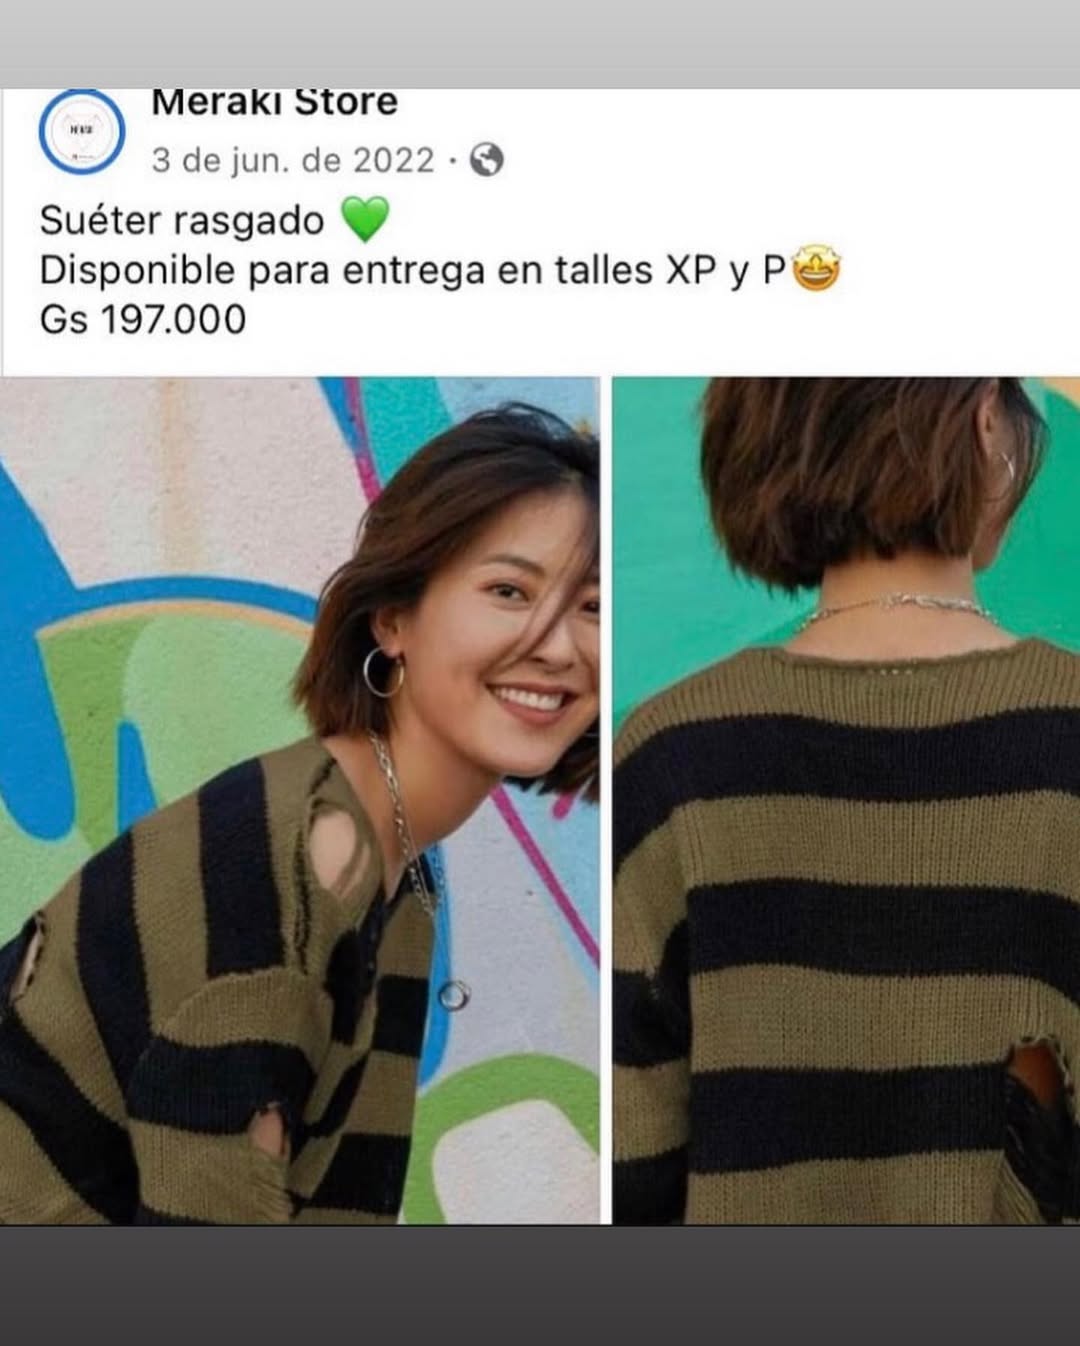 Meraki Store
3 de jun. de 2022 ·
Suéter rasgado 💚
Disponible para entrega en talles XP y P🤩
Gs 197.000